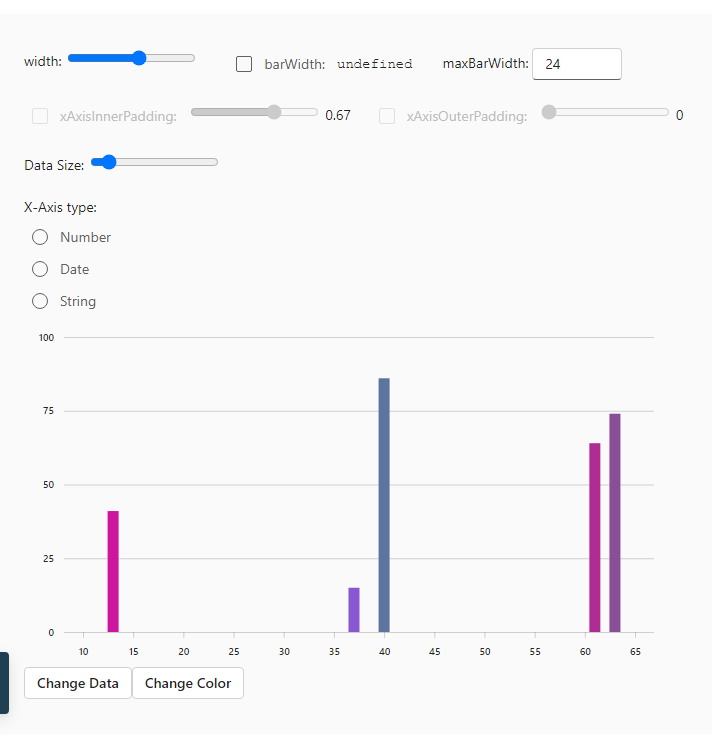 width: barWidth: undefined maxBarWidth: 24
xAxisInnerPadding: 0.67 xAxisOuterPadding: 0
Data Size:
X-Axis type:
Number
Date
String
100
75
50
25
0
10 15 20 25 30 35 40 45 50 55 60 65
Change Data Change Color